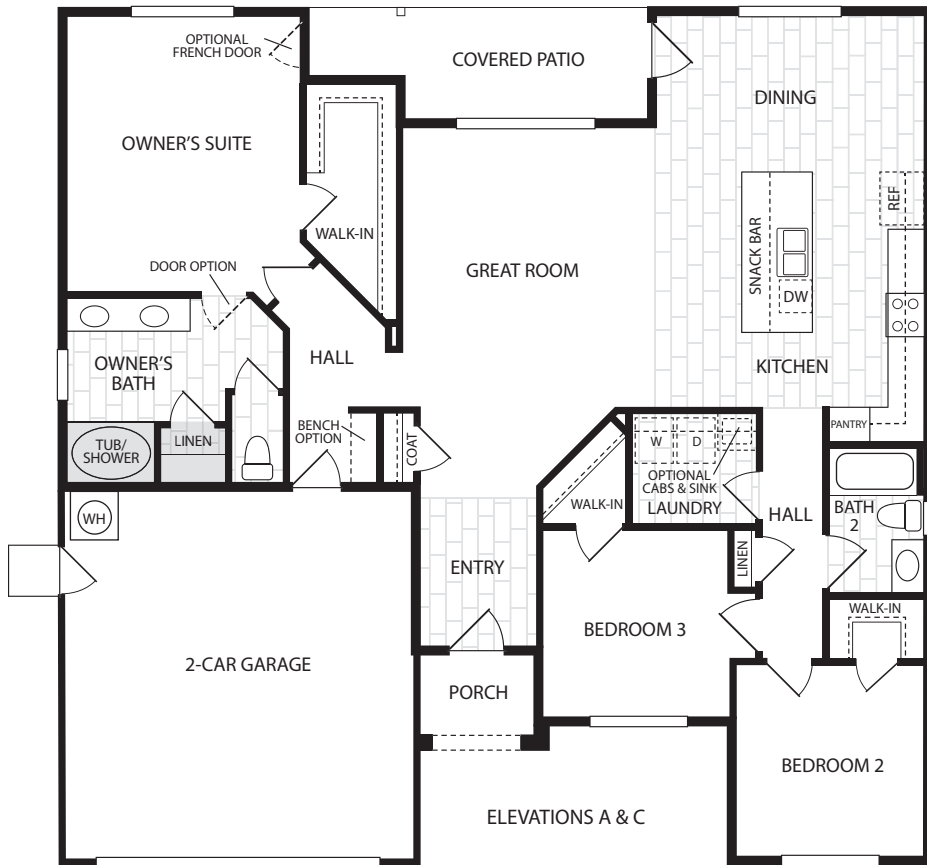 OPTIONAL
FRENCH DOOR
COVERED PATIO
DINING
OWNER'S SUITE
REF
WALK-IN
SNACK BAR
DOOR OPTION
GREAT ROOM
DW
HALL
OWNER'S
BATH
KITCHEN
BENCH
OPTION
COAT
PANTRY
W
D
LINEN
TUB/
SHOWER
OPTIONAL
CABS & SINK
LAUNDRY
WALK-IN
HALL
BATH
2
WH
LINEN
ENTRY
WALK-IN
BEDROOM 3
2-CAR GARAGE
PORCH
BEDROOM 2
ELEVATIONS A & C